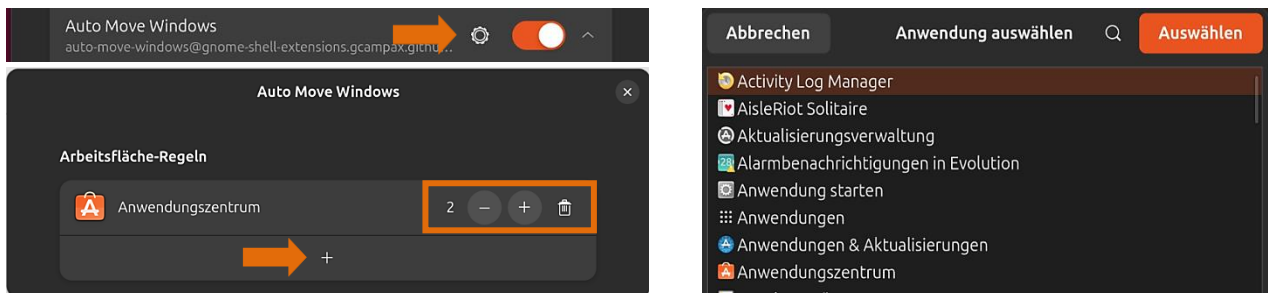 Auto Move Windows
auto-move-windows@gnome-shell-extensions.gcampax.githu...
Auto Move Windows
Arbeitsfläche-Regeln
Anwendungszentrum 2 − +
+
Abbrechen Anwendung auswählen Auswählen
Activity Log Manager
AisleRiot Solitaire
Aktualisierungsverwaltung
Alarmbenachrichtigungen in Evolution
Anwendung starten
Anwendungen
Anwendungen & Aktualisierungen
Anwendungszentrum